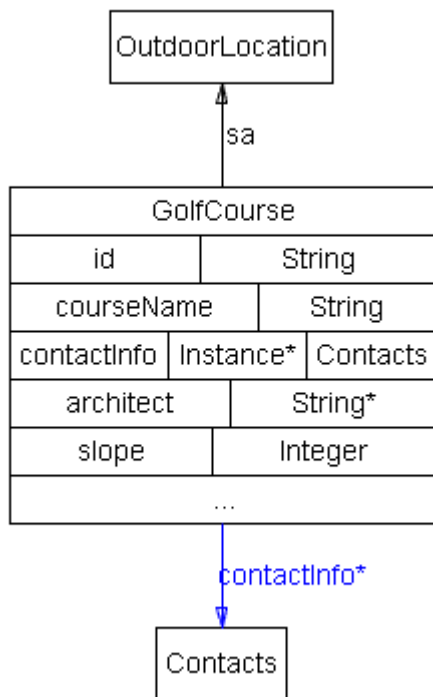 OutdoorLocation
sa
GolfCourse
id String
courseName String
contactInfo Instance* Contacts
architect String*
slope Integer
...
contactInfo*
Contacts